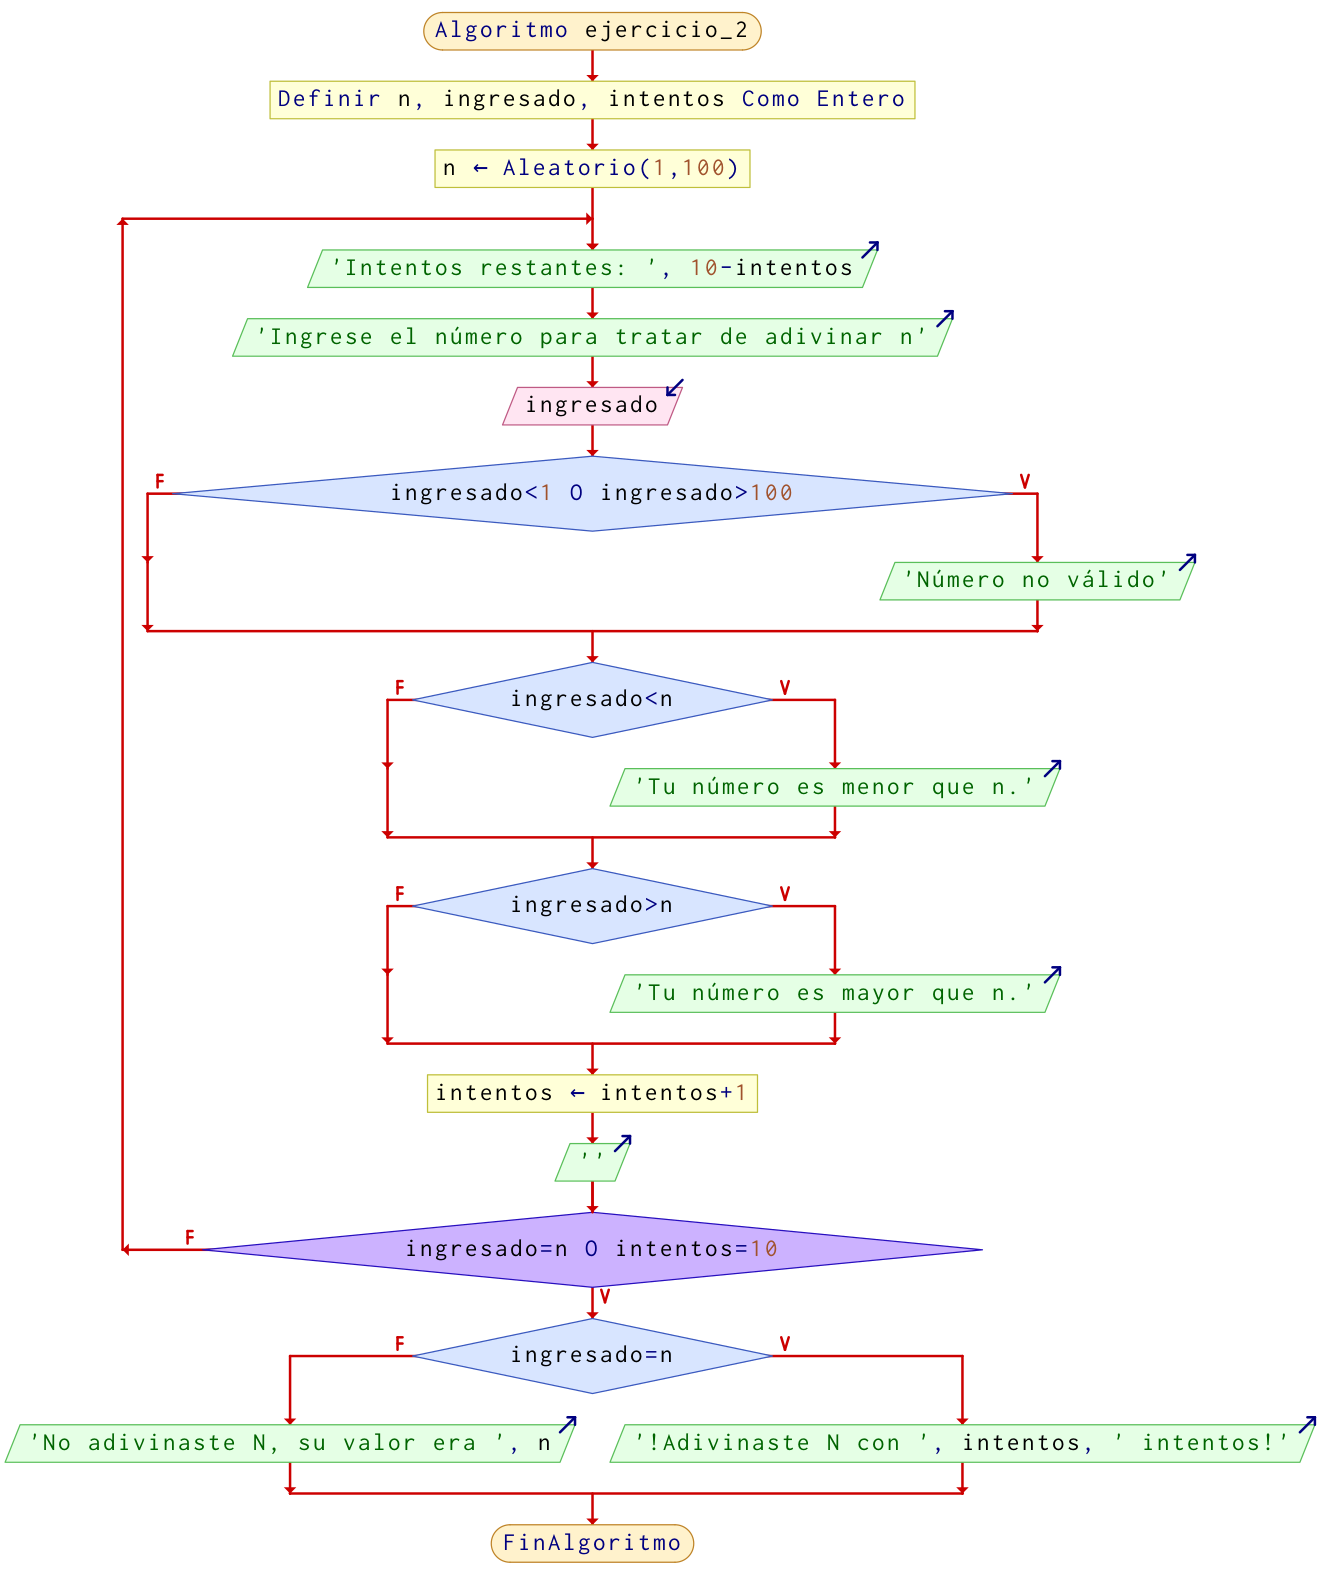 Algoritmo ejercicio_2
Definir n, ingresado, intentos Como Entero
n ← Aleatorio(1,100)
'Intentos restantes: ', 10-intentos
'Ingrese el número para tratar de adivinar n'
ingresado
F
V
ingresado<1 O ingresado>100
'Número no válido'
F
V
ingresado<n
'Tu número es menor que n.'
F
V
ingresado>n
'Tu número es mayor que n.'
intentos ← intentos+1
''
F
ingresado=n O intentos=10
V
F
V
ingresado=n
'No adivinaste N, su valor era ', n
'!Adivinaste N con ', intentos, ' intentos!'
FinAlgoritmo